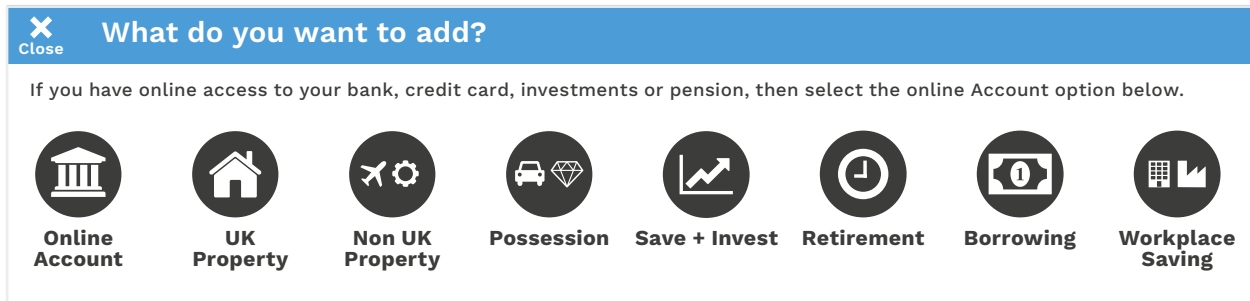 What do you want to add?
Close
If you have online access to your bank, credit card, investments or pension, then select the online Account option below.
1
Online
Account
UK
Property
Non UK
Property
Possession
Save + Invest
Retirement
Borrowing
Workplace
Saving